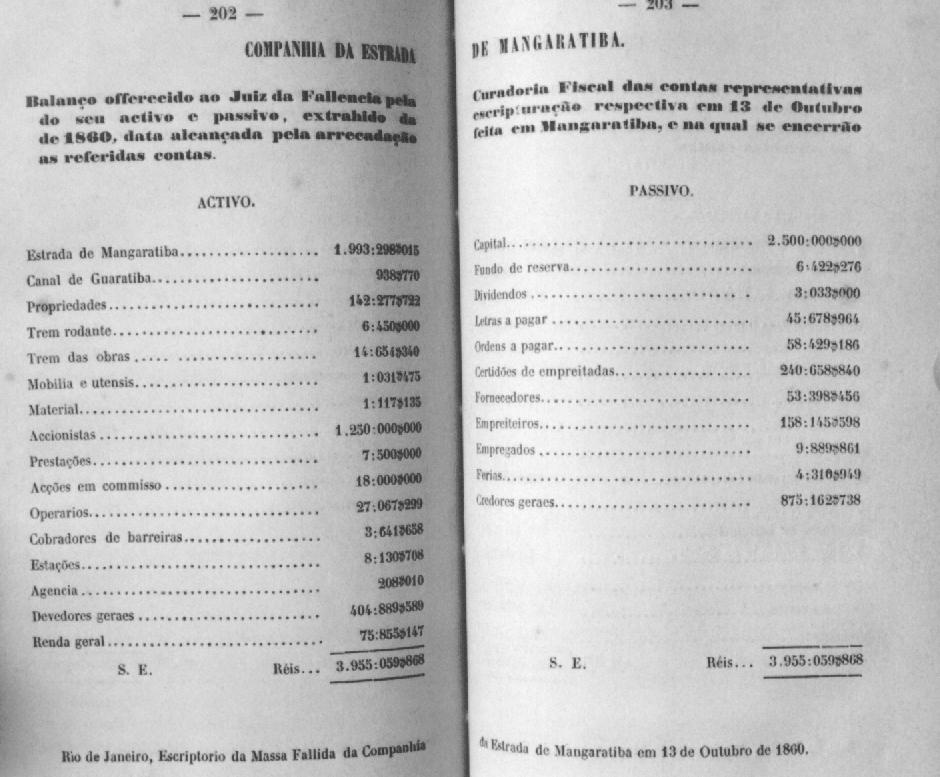 — 202 —
COMPANHIA DA ESTRADA
Balanço offerecido ao Juiz da Fallencia pela
do seu activo e passivo, extrahido da
de 1860, data alcançada pela arrecadação
as referidas contas.
ACTIVO.
Estrada de Mangaratiba................... 1.993:298$015
Canal de Guaratiba....................... 938$770
Propriedades............................. 142:277$722
Trem rodante............................. 6:450$000
Trem das obras ..... .................... 14:654$340
Mobilia e utensis........................ 1:031$475
Material................................. 1:117$135
Accionistas ............................. 1.250:000$000
Prestações............................... 7:500$000
Acções em commisso ...................... 18:000$000
Operarios................................ 27:067$299
Cobradores de barreiras.................. 3:641$658
Estações................................. 8:130$708
Agencia ................................. 208$010
Devedores geraes ........................ 404:889$589
Renda geral.............................. 75:855$147
S. E. Réis... 3.955:059$868
Rio de Janeiro, Escriptorio da Massa Fallida da Companhia
— 203 —
DE MANGARATIBA.
Curadoria Fiscal das contas representativas
escripturação respectiva em 13 de Outubro
feita em Mangaratiba, e na qual se encerrão
PASSIVO.
Capital.................................. 2.500:000$000
Fundo de reserva......................... 6:422$276
Dividendos .............................. 3:033$000
Letras a pagar .......................... 45:678$964
Ordens a pagar........................... 58:429$186
Certidões de empreitadas................. 240:658$840
Fornecedores............................. 53:398$456
Empreiteiros............................. 158:145$598
Empregados .............................. 9:889$861
Ferias................................... 4:310$949
Credores geraes.......................... 875:162$738
S. E. Réis... 3.955:059$868
da Estrada de Mangaratiba em 13 de Outubro de 1860.